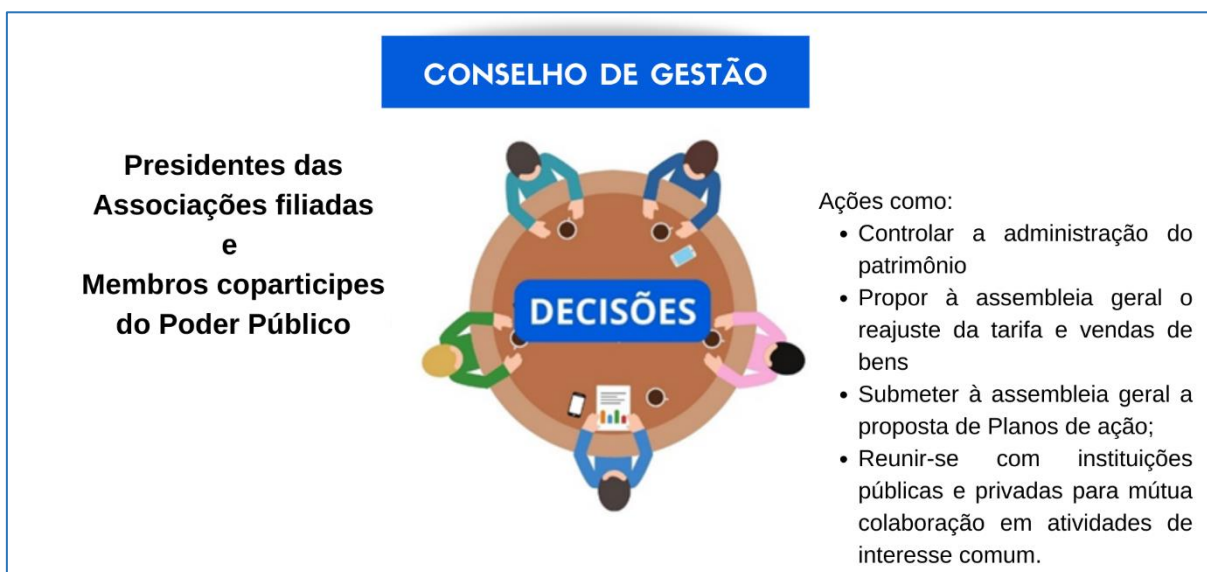 CONSELHO DE GESTÃO
Presidentes das
Associações filiadas
e
Membros coparticipes
do Poder Público
DECISÕES
Ações como:
• Controlar a administração do
patrimônio
• Propor à assembleia geral o
reajuste da tarifa e vendas de
bens
• Submeter à assembleia geral a
proposta de Planos de ação;
• Reunir-se com instituições
públicas e privadas para mútua
colaboração em atividades de
interesse comum.